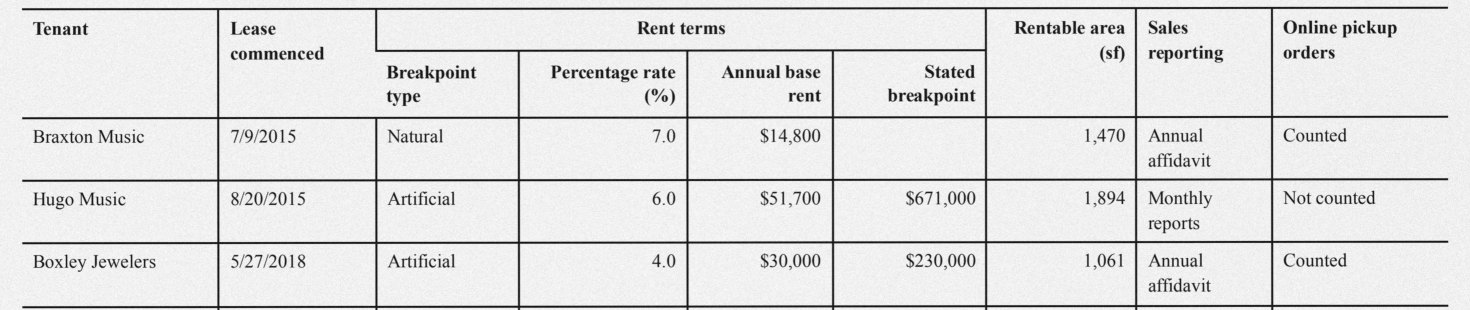 Tenant
Lease
commenced
Rent terms
Rentable area
(sf)
Sales
reporting
Online pickup
orders
Breakpoint
type
Percentage rate
(%)
Annual base
rent
Stated
breakpoint
Braxton Music 7/9/2015 Natural 7.0 $14,800 1,470 Annual
affidavit
Counted
Hugo Music 8/20/2015 Artificial 6.0 $51,700 $671,000 1,894 Monthly
reports
Not counted
Boxley Jewelers 5/27/2018 Artificial 4.0 $30,000 $230,000 1,061 Annual
affidavit
Counted